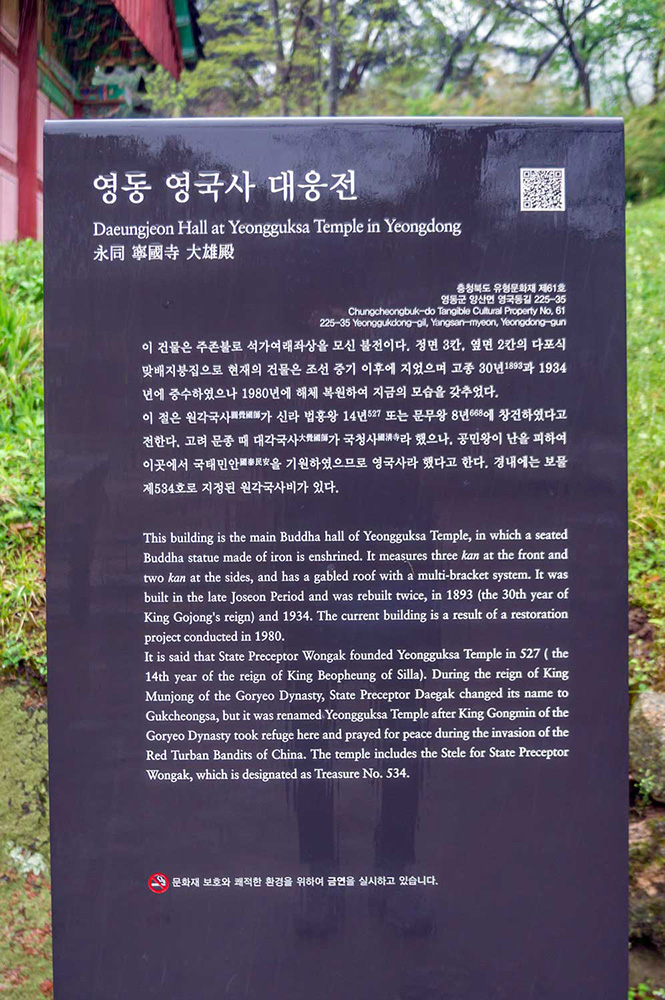 영동 영국사 대웅전
Daeungjeon Hall at Yeongguksa Temple in Yeongdong
永同 寧國寺 大雄殿
충청북도 유형문화재 제61호
영동군 양산면 영국동길 225-35
Chungcheongbuk-do Tangible Cultural Property No, 61
225-35 Yeonggukdong-gil, Yangsan-myeon, Yeongdong-gun
이 건물은 주존불로 석가여래좌상을 모신 불전이다. 정면 3칸, 옆면 2칸의 다포식
맞배지붕집으로 현재의 건물은 조선 중기 이후에 지었으며 고종 30년1893과 1934
년에 중수하였으나 1980년에 해체 복원하여 지금의 모습을 갖추었다.
이 절은 원각국사圓覺國師가 신라 법흥왕 14년527 또는 문무왕 8년668에 창건하였다고
전한다. 고려 문종 때 대각국사大覺國師가 국청사國淸寺라 했으나, 공민왕이 난을 피하여
이곳에서 국태민안國泰民安을 기원하였으므로 영국사라 했다고 한다. 경내에는 보물
제534호로 지정된 원각국사비가 있다.
This building is the main Buddha hall of Yeongguksa Temple, in which a seated
Buddha statue made of iron is enshrined. It measures three kan at the front and
two kan at the sides, and has a gabled roof with a multi-bracket system. It was
built in the late Joseon Period and was rebuilt twice, in 1893 (the 30th year of
King Gojong's reign) and 1934. The current building is a result of a restoration
project conducted in 1980.
It is said that State Preceptor Wongak founded Yeongguksa Temple in 527 ( the
14th year of the reign of King Beopheung of Silla). During the reign of King
Munjong of the Goryeo Dynasty, State Preceptor Daegak changed its name to
Gukcheongsa, but it was renamed Yeongguksa Temple after King Gongmin of the
Goryeo Dynasty took refuge here and prayed for peace during the invasion of the
Red Turban Bandits of China. The temple includes the Stele for State Preceptor
Wongak, which is designated as Treasure No. 534.
문화재 보호와 쾌적한 환경을 위하여 금연을 실시하고 있습니다.